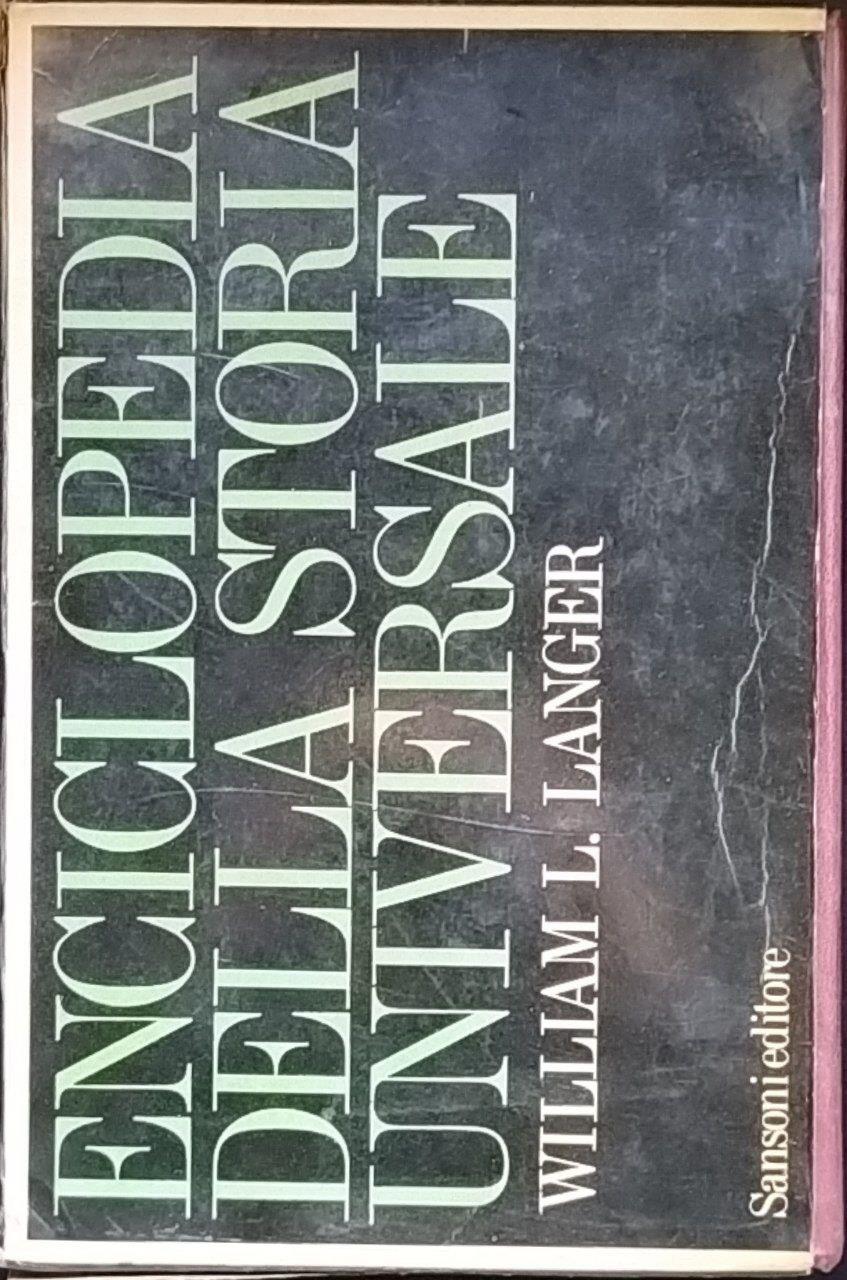 ENCICLOPEDIA
DELLA STORIA
UNIVERSALE
WILLIAM L. LANGER
Sansoni editore